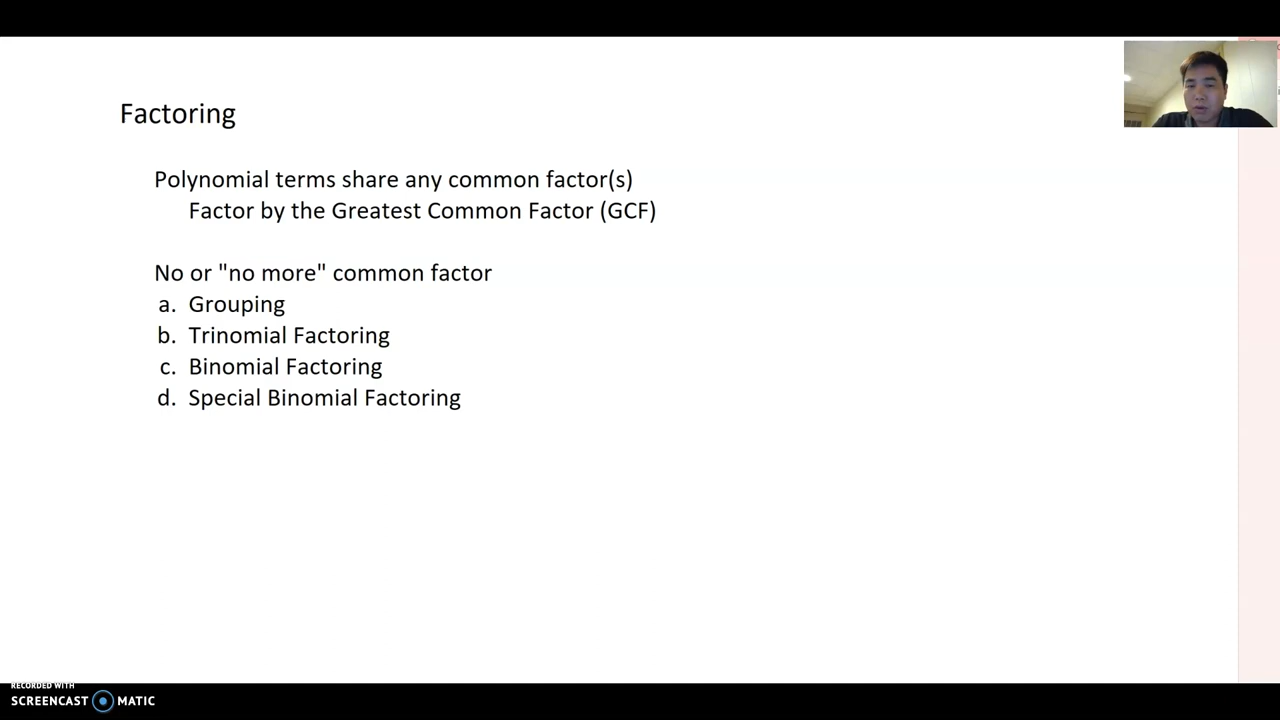 Factoring
Polynomial terms share any common factor(s)
Factor by the Greatest Common Factor (GCF)
No or "no more" common factor
a. Grouping
b. Trinomial Factoring
c. Binomial Factoring
d. Special Binomial Factoring
RECORDED WITH
SCREENCAST MATIC